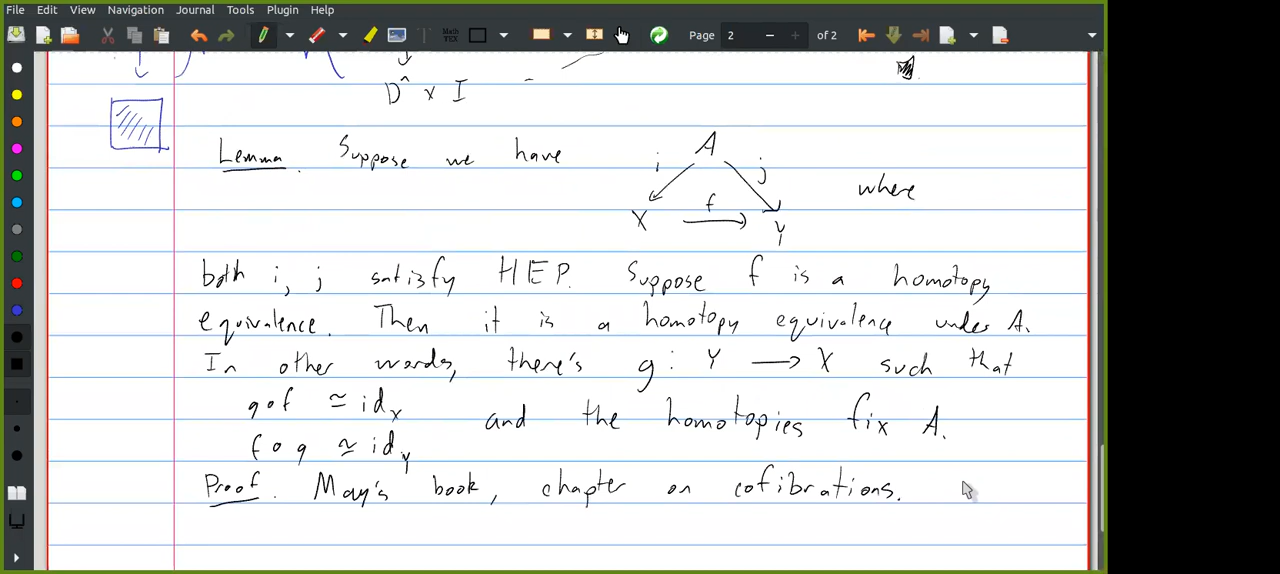 File Edit View Navigation Journal Tools Plugin Help
Math TEX Page 2 of 2
D^n x I
Lemma. Suppose we have
A
i j
where
f
X → Y
both i, j satisfy HEP. Suppose f is a homotopy
equivalence. Then it is a homotopy equivalence under A.
In other words, there's g : Y → X such that
g∘f ≃ id_X and the homotopies fix A.
f∘g ≃ id_Y
Proof. May's book, chapter on cofibrations.